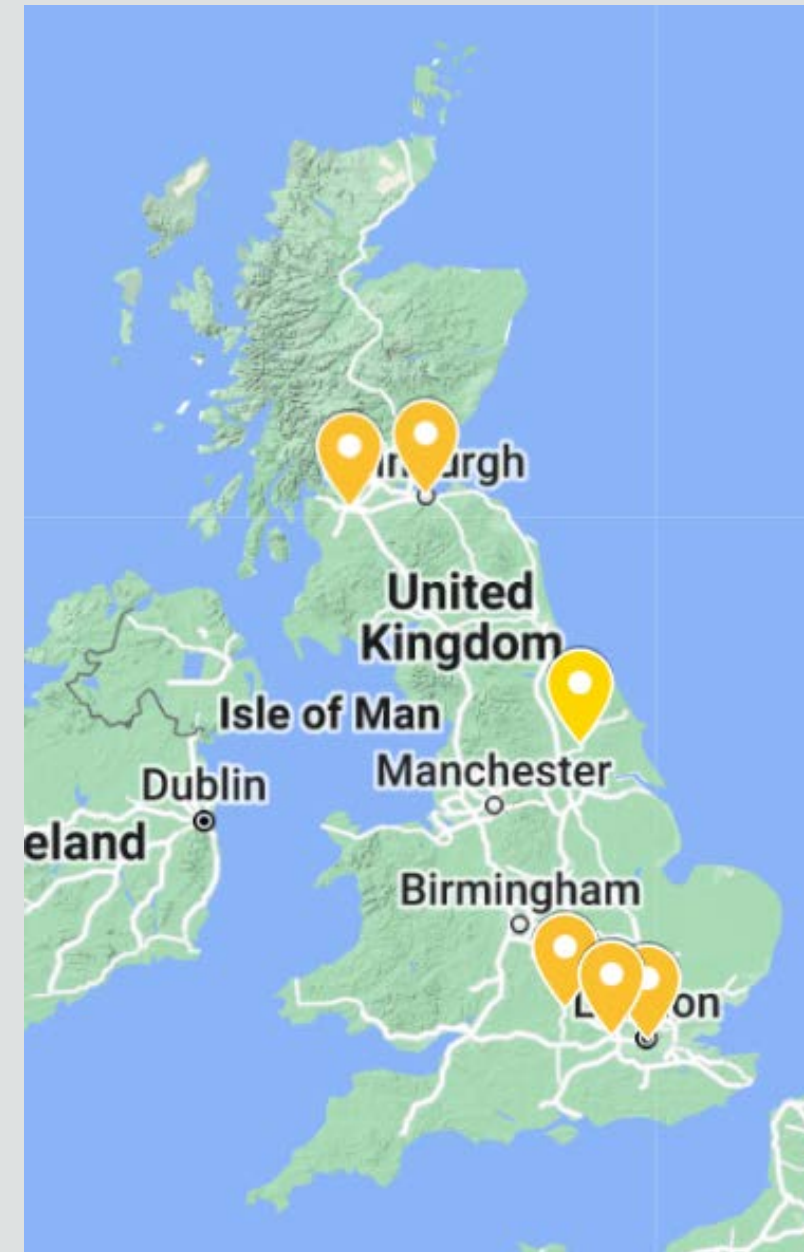 United
Kingdom
Isle of Man
Manchester
Dublin
eland
Birmingham